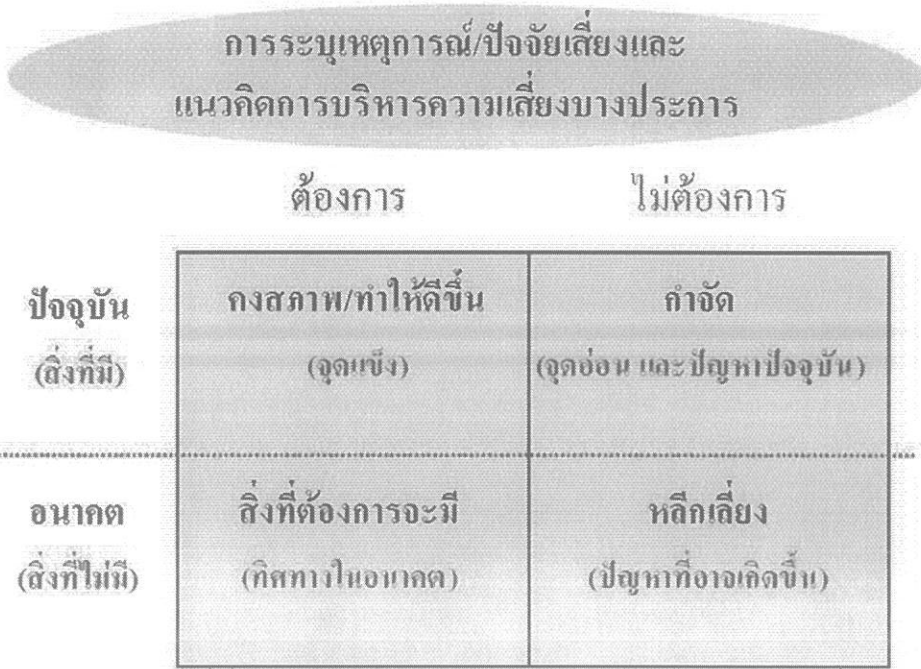 การระบุเหตุการณ์/ปัจจัยเสี่ยงและ
แนวคิดการบริหารความเสี่ยงบางประการ
ต้องการ ไม่ต้องการ
ปัจจุบัน
(สิ่งที่มี)
คงสภาพ/ทำให้ดีขึ้น
(จุดแข็ง)
กำจัด
(จุดอ่อน และปัญหาปัจจุบัน)
อนาคต
(สิ่งที่ไม่มี)
สิ่งที่ต้องการจะมี
(ทิศทางในอนาคต)
หลีกเลี่ยง
(ปัญหาที่อาจเกิดขึ้น)